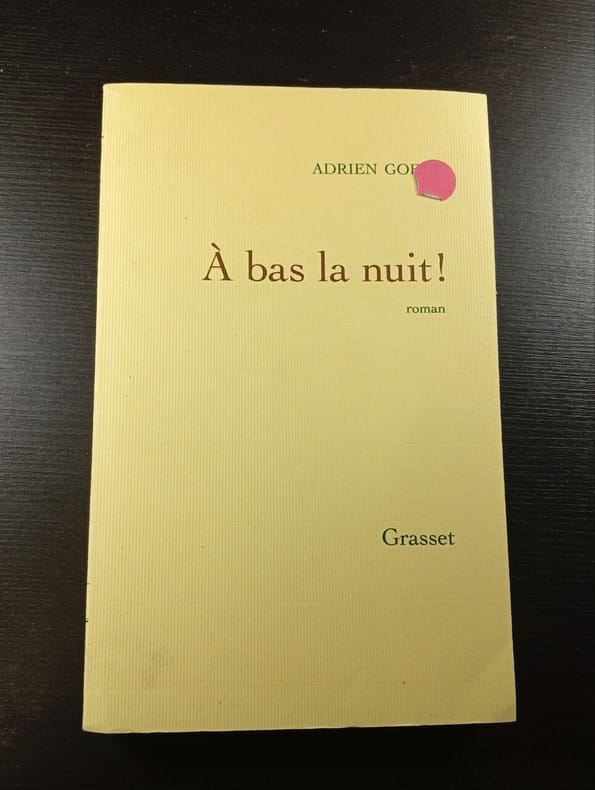 ADRIEN
À bas la nuit!
roman
Grasset